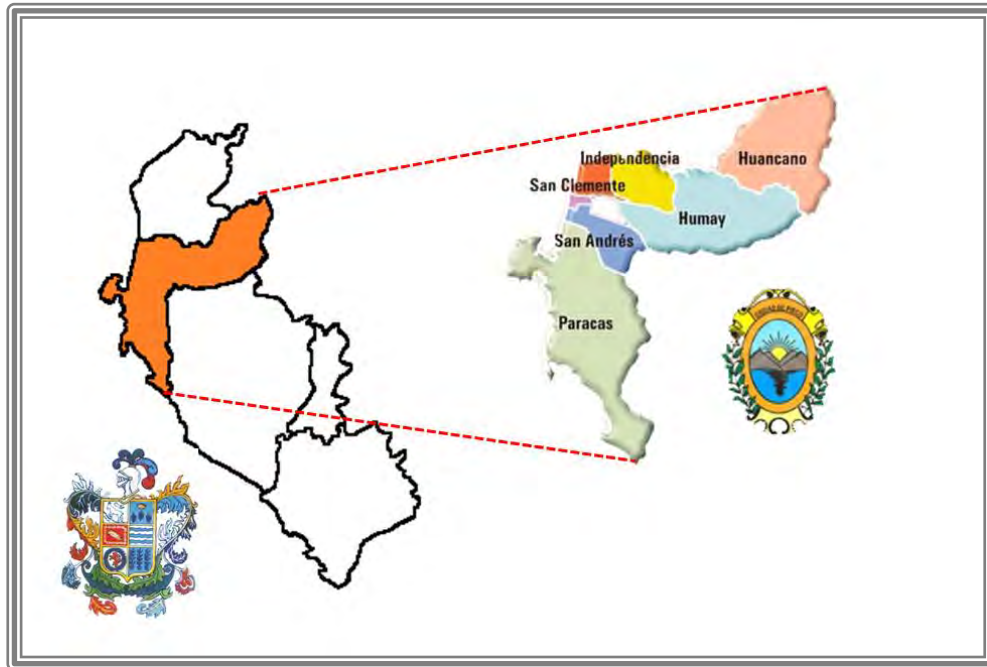 Huancano
Independencia
San Clemente
Humay
San Andrés
Paracas